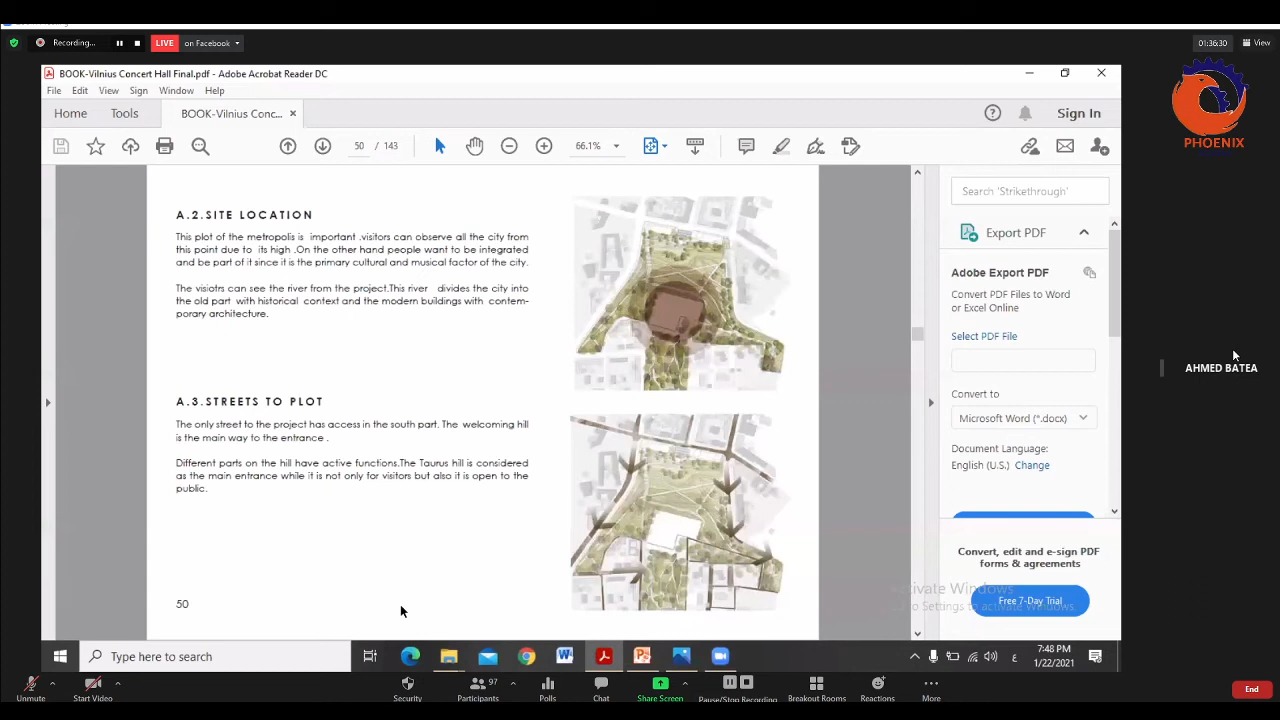 Recording...
LIVE
on Facebook
01:36:30
View
BOOK-Vilnius Concert Hall Final.pdf - Adobe Acrobat Reader DC
File Edit View Sign Window Help
Home Tools BOOK-Vilnius Conc...
Sign In
PHOENIX
50 / 143
66.1%
A.2.SITE LOCATION
This plot of the metropolis is important .visitors can observe all the city from
this point due to its high .On the other hand people want to be integrated
and be part of it since it is the primary cultural and musical factor of the city.
The visiotrs can see the river from the project.This river divides the city into
the old part with historical context and the modern buildings with contem-
porary architecture.
A.3.STREETS TO PLOT
The only street to the project has access in the south part. The welcoming hill
is the main way to the entrance .
Different parts on the hill have active functions.The Taurus hill is considered
as the main entrance while it is not only for visitors but also it is open to the
public.
50
Search 'Strikethrough'
Export PDF
Adobe Export PDF
Convert PDF Files to Word
or Excel Online
Select PDF File
Convert to
Microsoft Word (*.docx)
Document Language:
English (U.S.) Change
Convert, edit and e-sign PDF
forms & agreements
Free 7-Day Trial
Activate Windows
to Settings to activate Windows.
AHMED BATEA
Type here to search
ع
7:48 PM
1/22/2021
Unmute
Start Video
Security
Participants
97
Polls
Chat
Share Screen
Pause/Stop Recording
Breakout Rooms
Reactions
More
End